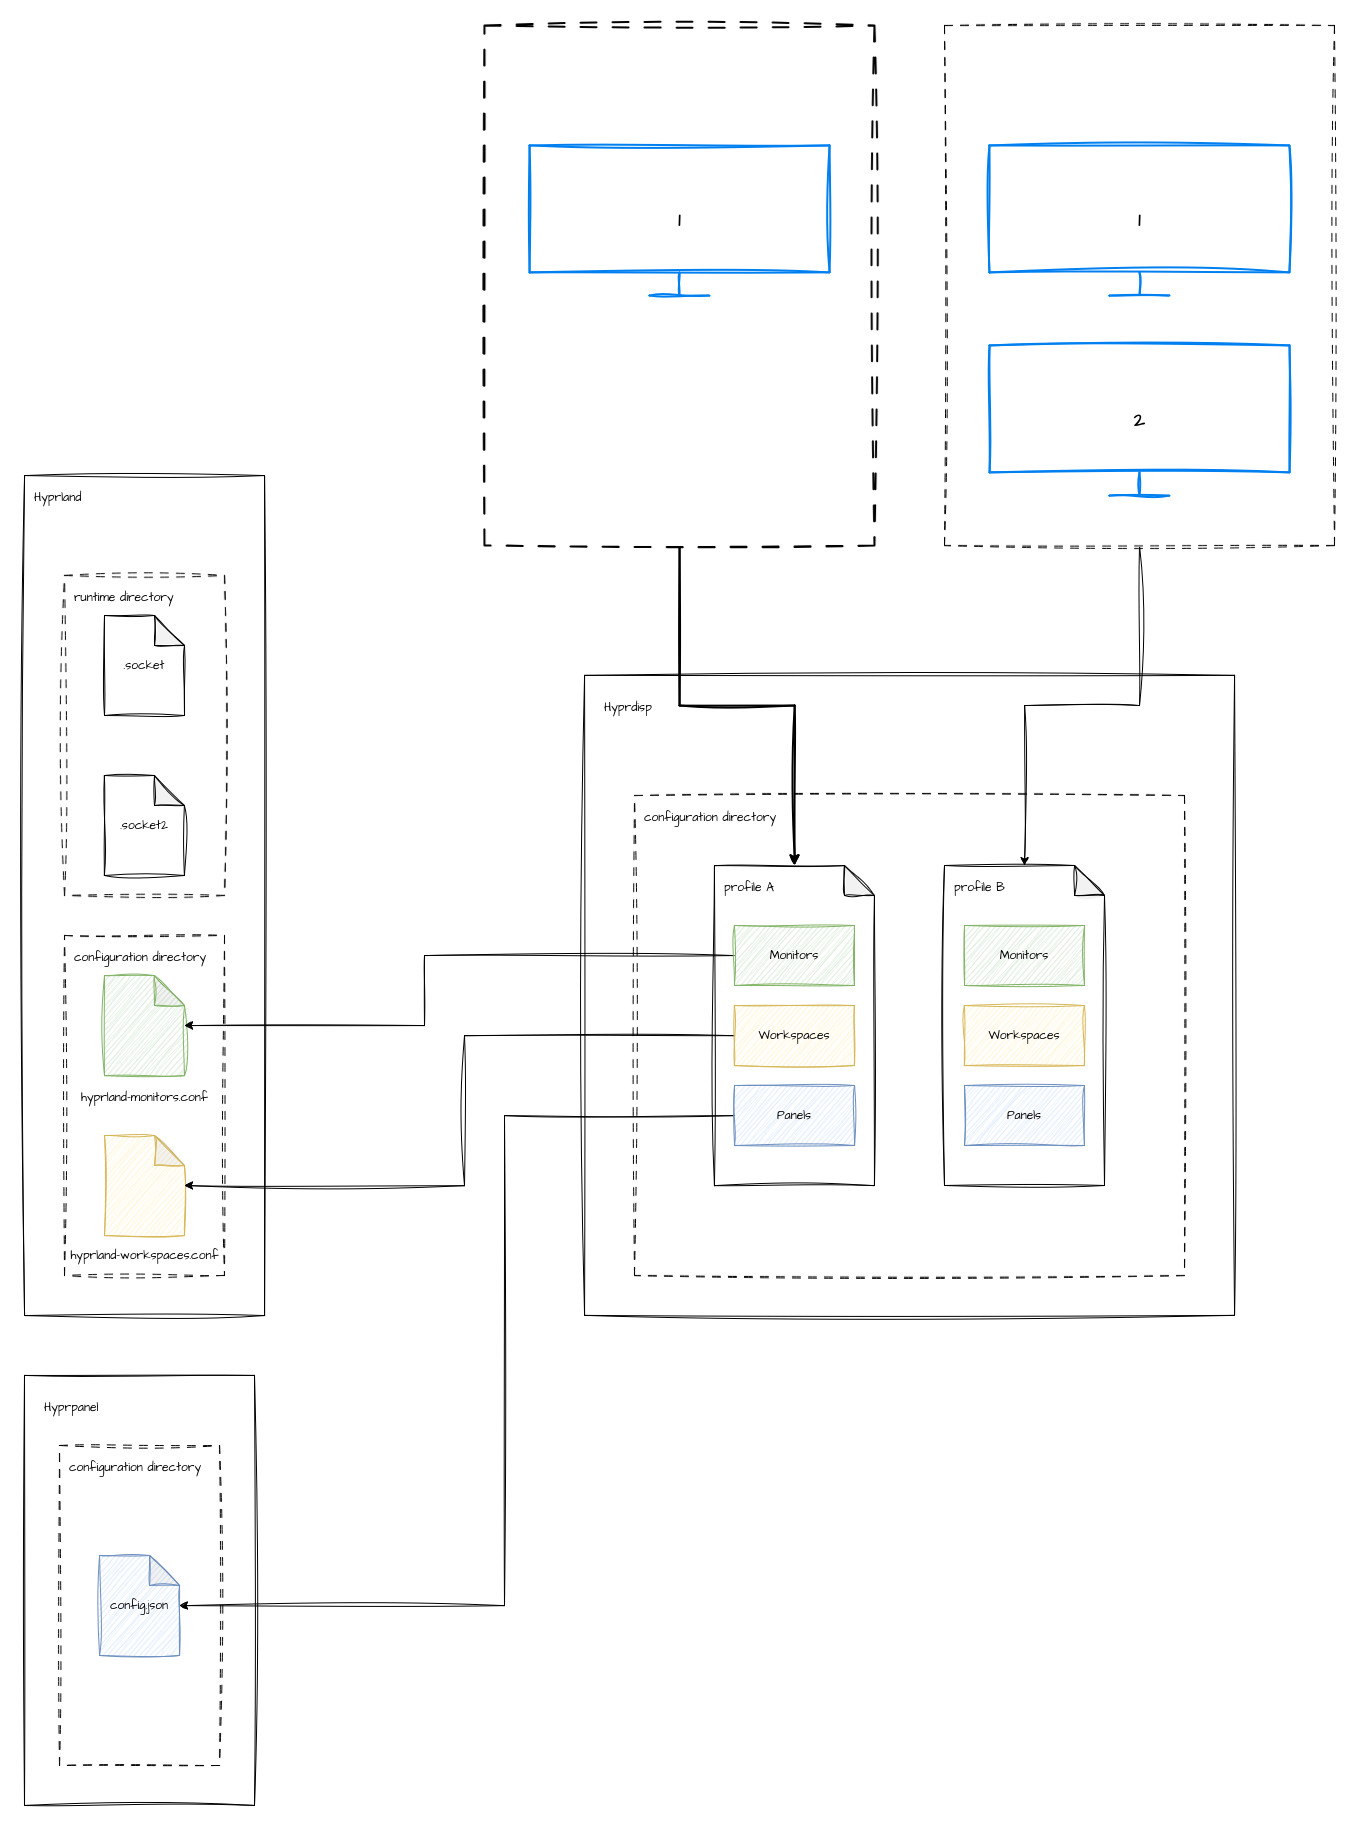 1
1
2
Hyprland
runtime directory
.socket
.socket2
configuration directory
hyprland-monitors.conf
hyprland-workspaces.conf
Hyprdisp
configuration directory
profile A
Monitors
Workspaces
Panels
profile B
Monitors
Workspaces
Panels
Hyprpanel
configuration directory
config.json